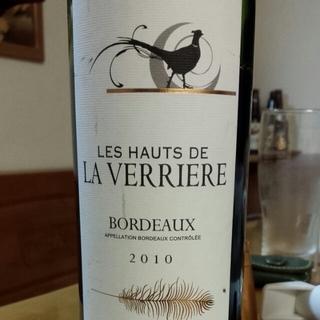 LES HAUTS DE
LA VERRIERE
BORDEAUX
APPELLATION BORDEAUX CONTRÔLÉE
2010